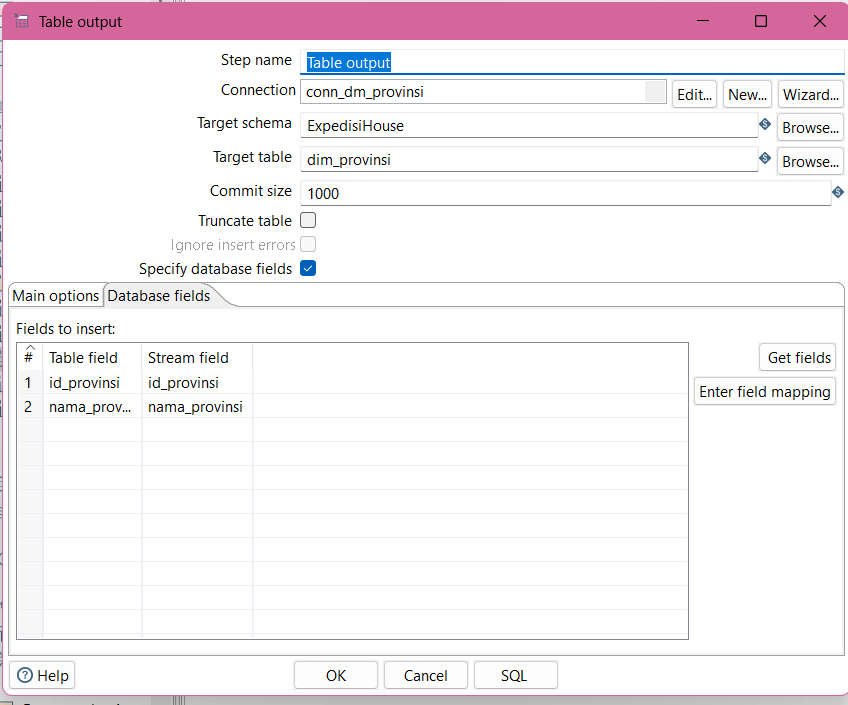 Table output
Step name Table output
Connection conn_dm_provinsi Edit... New... Wizard...
Target schema ExpedisiHouse Browse...
Target table dim_provinsi Browse...
Commit size 1000
Truncate table
Ignore insert errors
Specify database fields
Main options Database fields
Fields to insert:
# Table field Stream field Get fields
1 id_provinsi id_provinsi
Enter field mapping
2 nama_prov... nama_provinsi
Help OK Cancel SQL